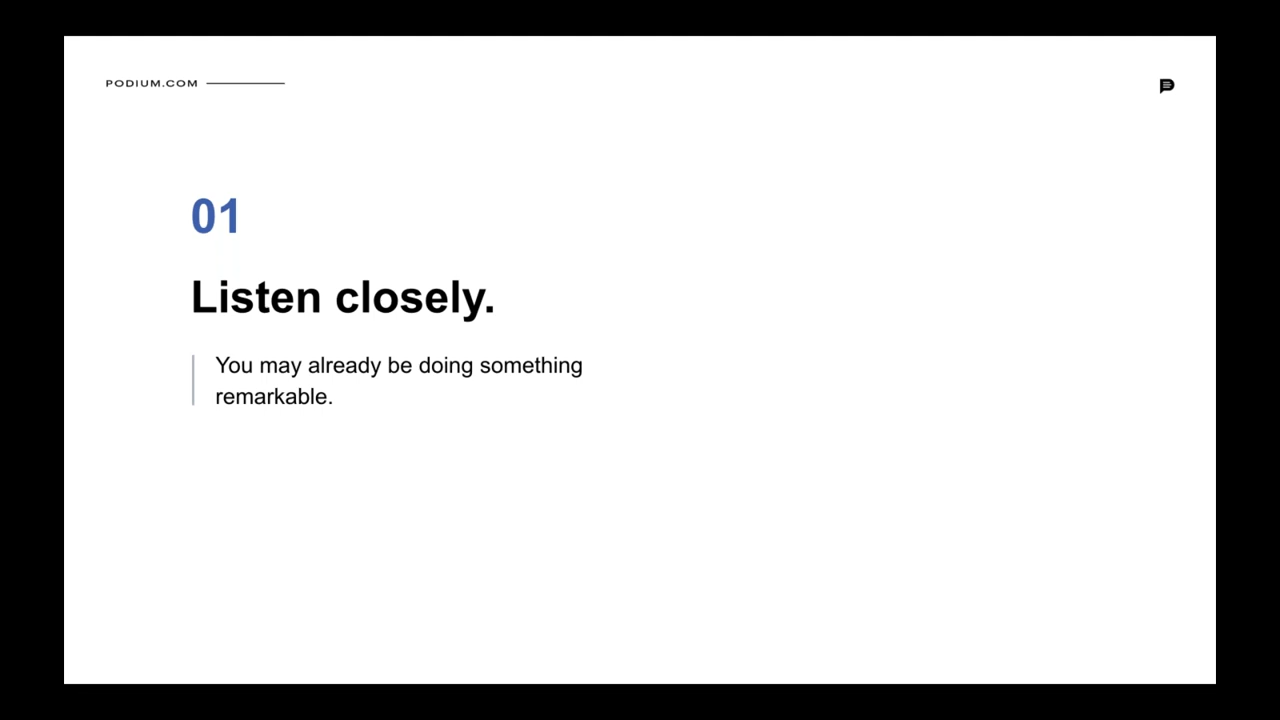 PODIUM.COM
01
Listen closely.
You may already be doing something
remarkable.